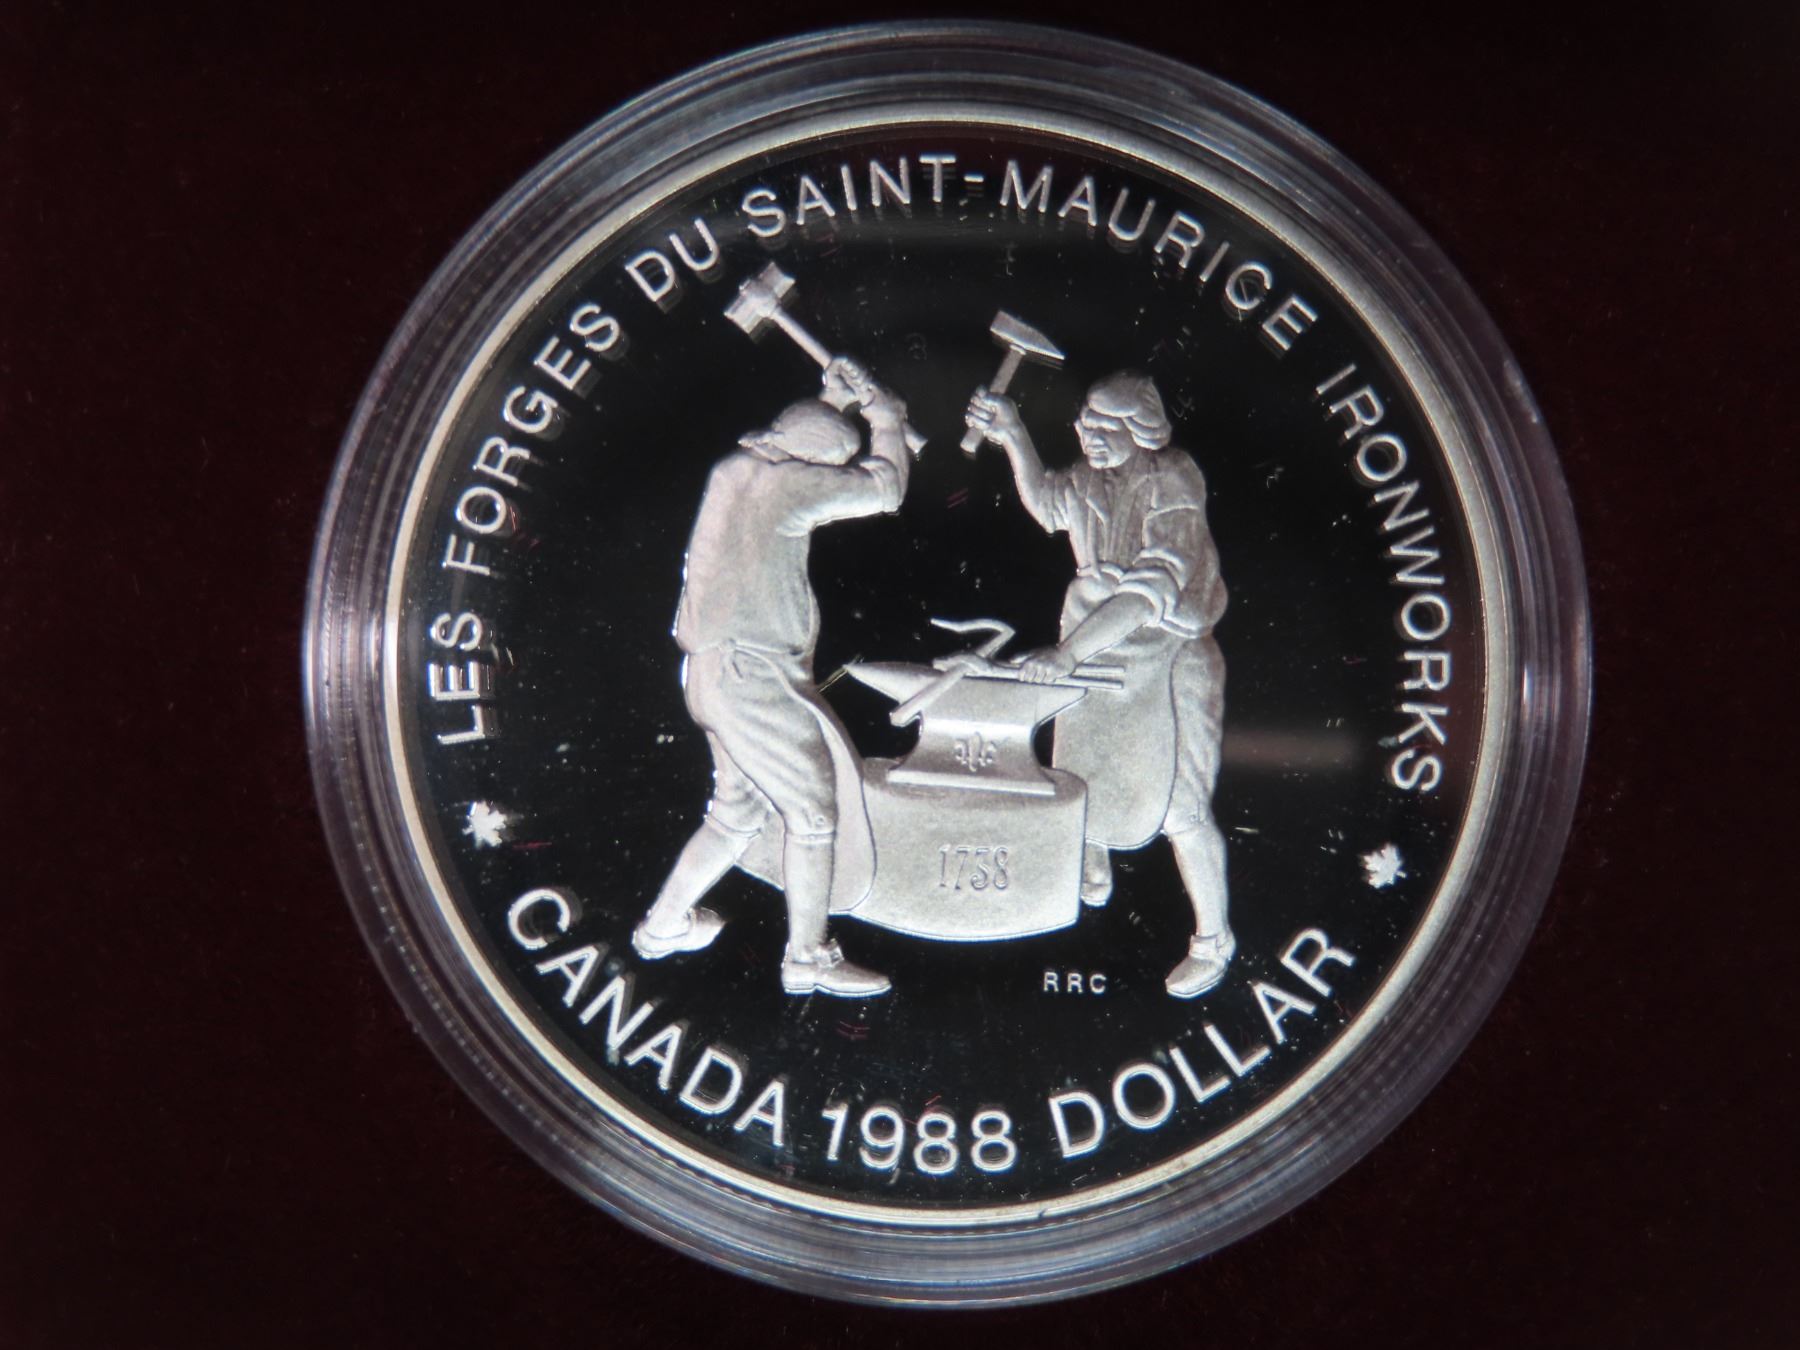 LES FORGES DU SAINT-MAURICE IRONWORKS
1738
RRC
CANADA 1988 DOLLAR